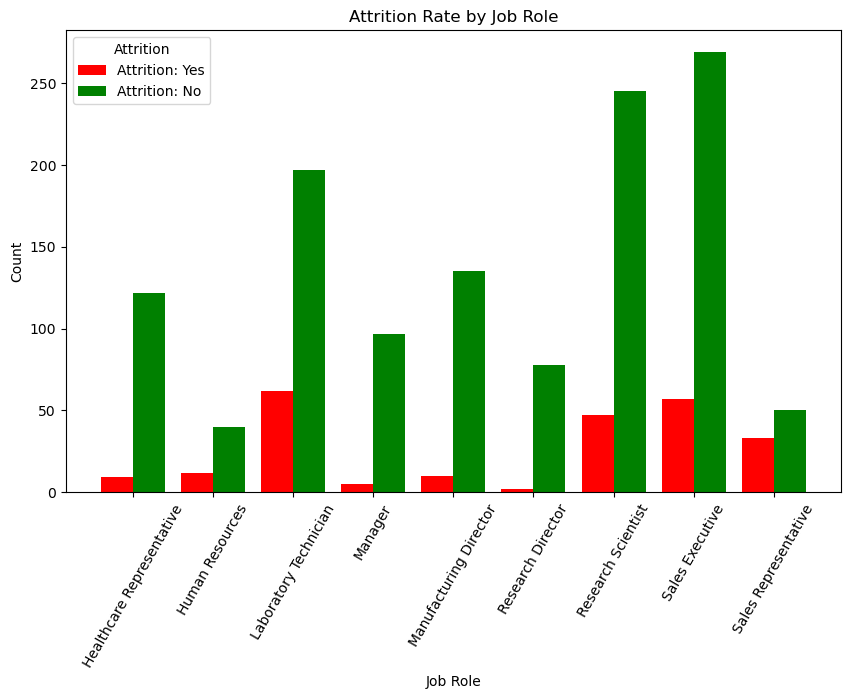 Attrition Rate by Job Role
Attrition
Attrition: Yes
Attrition: No
Count
250
200
150
100
50
0
Healthcare Representative
Human Resources
Laboratory Technician
Manager
Manufacturing Director
Research Director
Research Scientist
Sales Executive
Sales Representative
Job Role